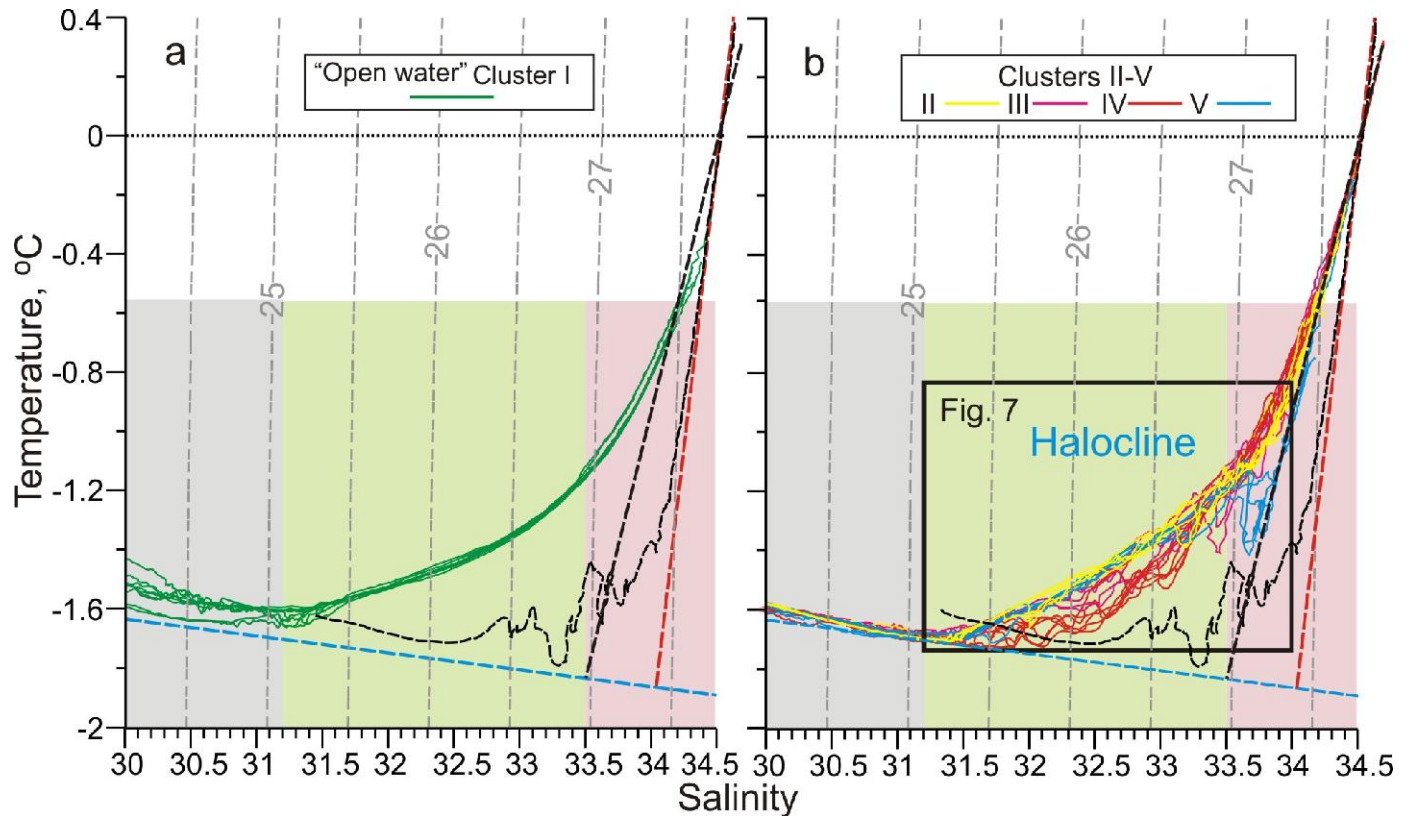 a
"Open water" Cluster I
b
Clusters II-V
II III IV V
0.4
0
-0.4
-0.8
-1.2
-1.6
-2
Temperature, ºC
25
26
27
25
26
27
Fig. 7
Halocline
30 30.5 31 31.5 32 32.5 33 33.5 34 34.5
30 30.5 31 31.5 32 32.5 33 33.5 34 34.5
Salinity